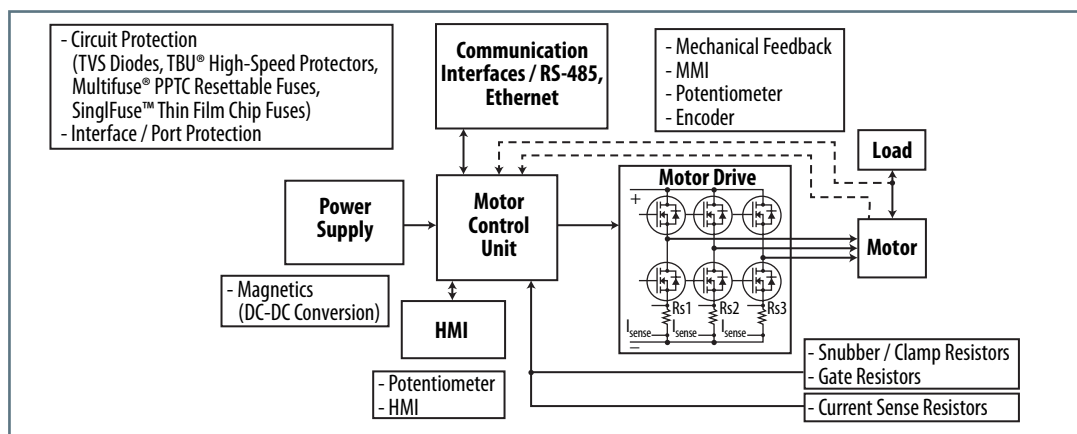 - Circuit Protection
(TVS Diodes, TBU® High-Speed Protectors,
Multifuse® PPTC Resettable Fuses,
SinglFuse™ Thin Film Chip Fuses)
- Interface / Port Protection
Communication
Interfaces / RS-485,
Ethernet
- Mechanical Feedback
- MMI
- Potentiometer
- Encoder
Load
Power
Supply
Motor
Control
Unit
Motor Drive
+
Rs1
Rs2
Rs3
Isense
Isense
Isense
–
Motor
- Magnetics
(DC-DC Conversion)
HMI
- Potentiometer
- HMI
- Snubber / Clamp Resistors
- Gate Resistors
- Current Sense Resistors